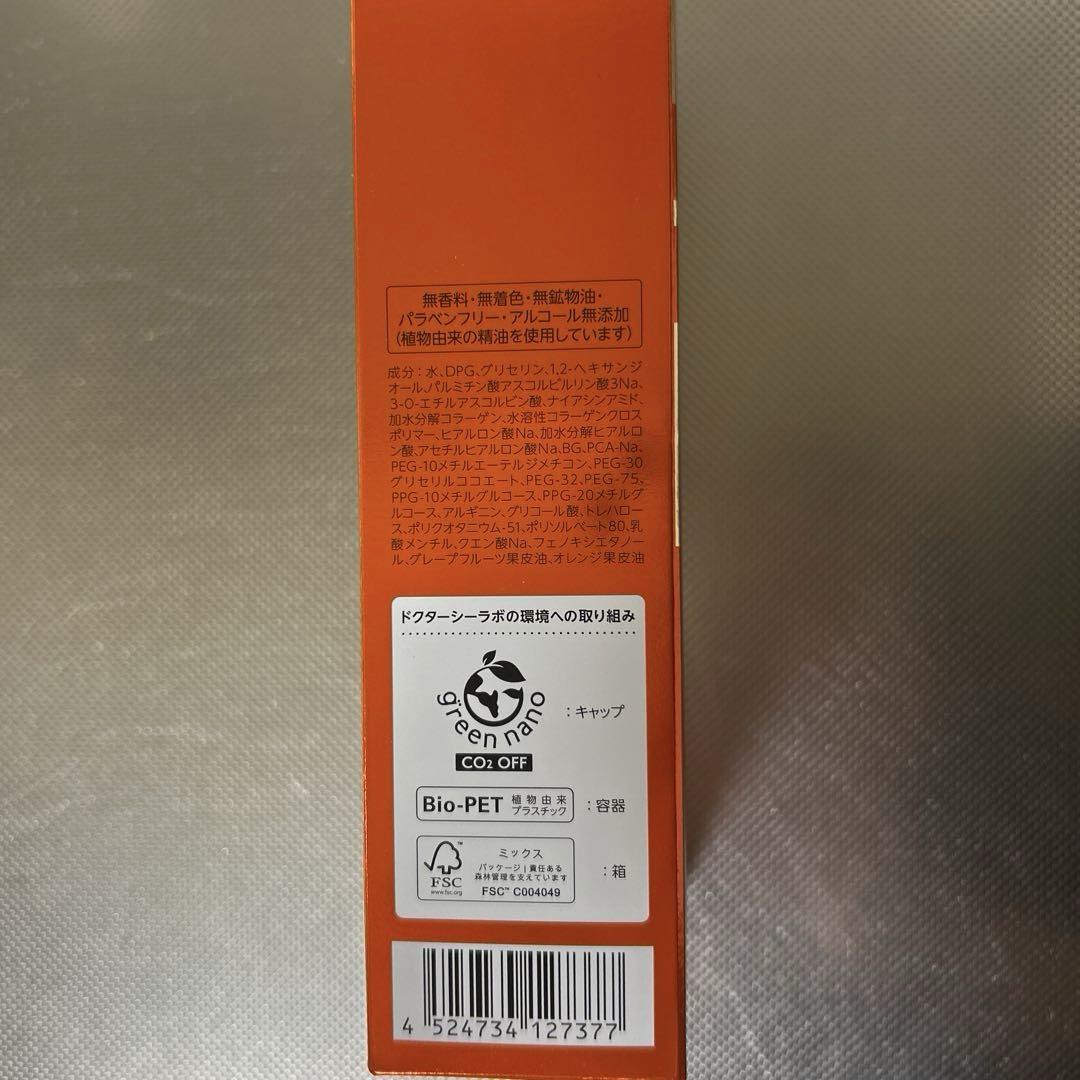 無香料・無着色・無鉱物油・
パラベンフリー・アルコール無添加
(植物由来の精油を使用しています)
成分：水、DPG、グリセリン、1,2-ヘキサンジ
オール、パルミチン酸アスコルビルリン酸3Na、
3-O-エチルアスコルビン酸、ナイアシンアミド、
加水分解コラーゲン、水溶性コラーゲンクロス
ポリマー、ヒアルロン酸Na、加水分解ヒアルロ
ン酸、アセチルヒアルロン酸Na、BG、PCA-Na、
PEG-10メチルエーテルジメチコン、PEG-30
グリセリルココエート、PEG-32、PEG-75、
PPG-10メチルグルコース、PPG-20メチルグ
ルコース、アルギニン、グリコール酸、トレハロー
ス、ポリクオタニウム-51、ポリソルベート80、乳
酸メンチル、クエン酸Na、フェノキシエタノー
ル、グレープフルーツ果皮油、オレンジ果皮油
ドクターシーラボの環境への取り組み
green nano
：キャップ
CO2 OFF
Bio-PET 植物由来
プラスチック
：容器
FSC™
www.fsc.org
ミックス
パッケージ｜責任ある
森林管理を支えています
FSC™ C004049
：箱
4 524734 127377